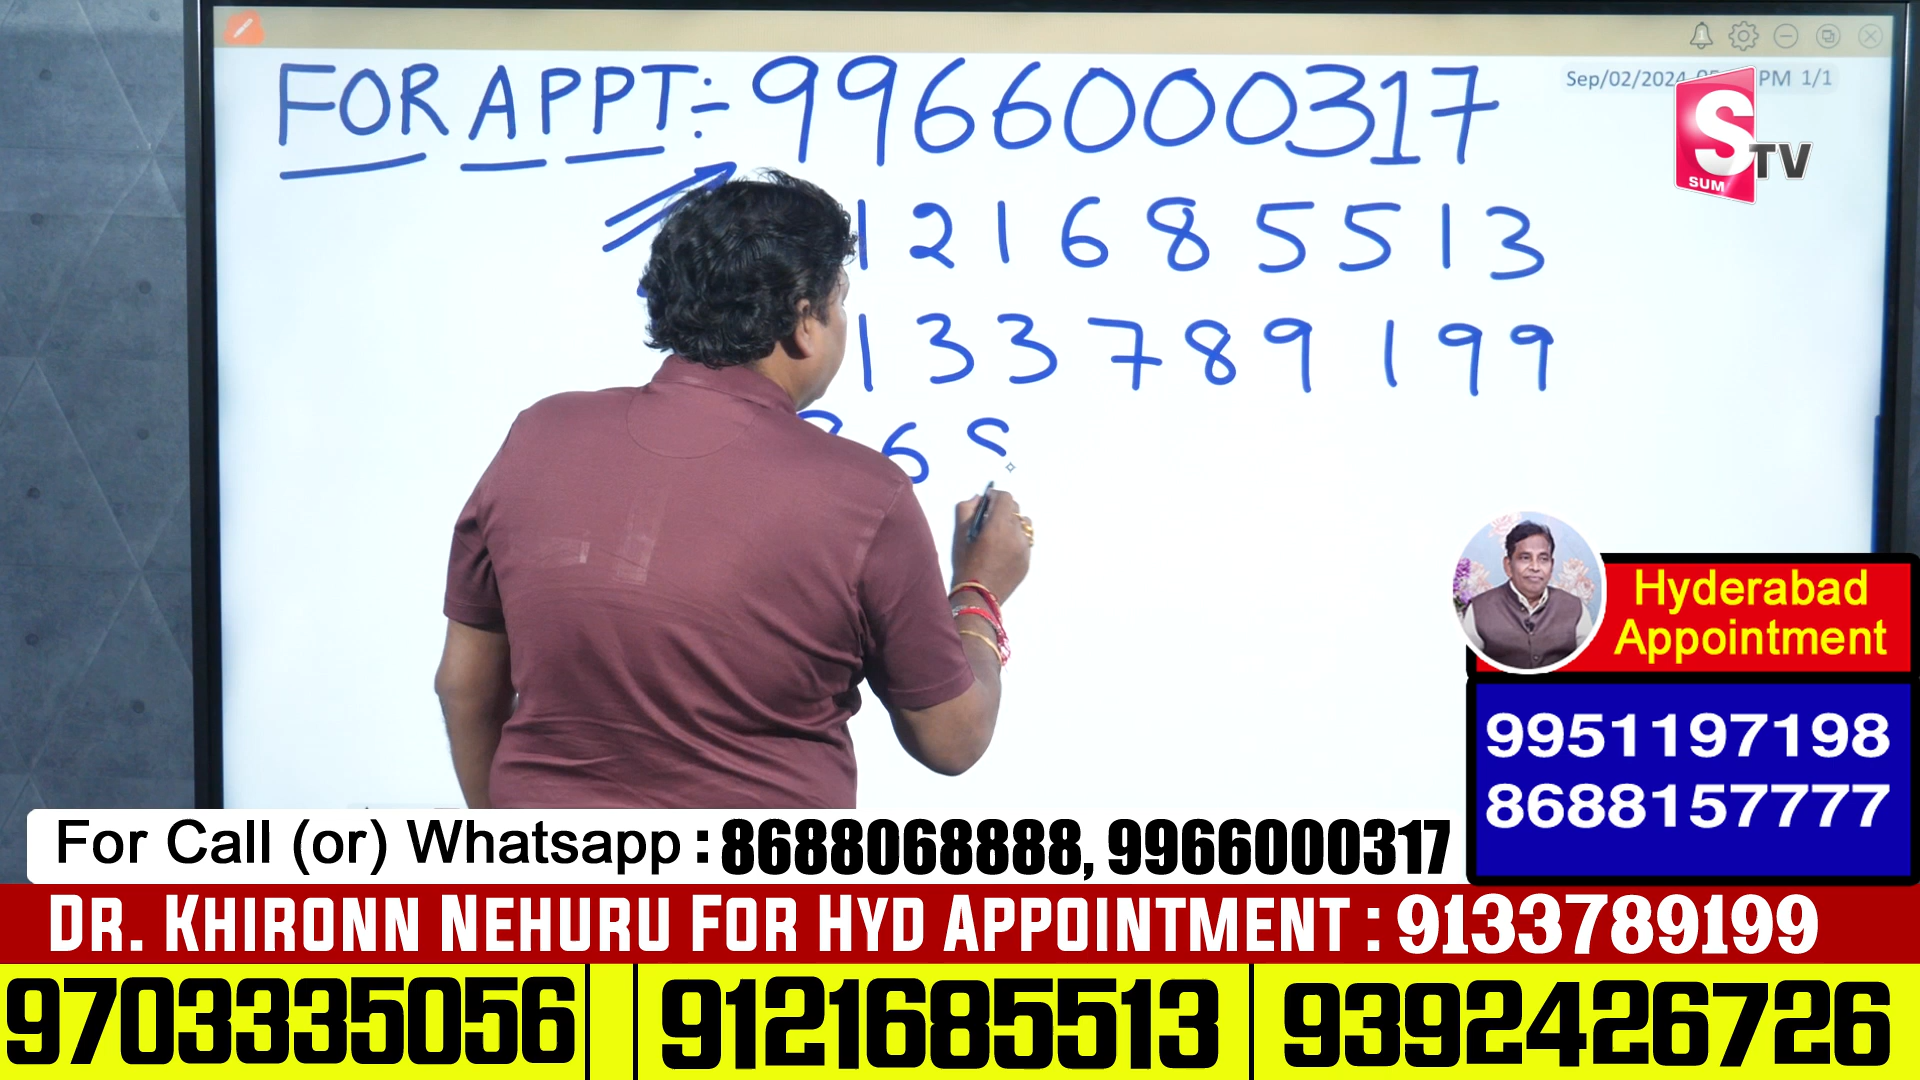 FOR APPT:- 9966000317
Sep/02/2024 PM 1/1
S
TV
SUM
121685513
133789199
68
Hyderabad
Appointment
9951197198
8688157777
For Call (or) Whatsapp : 8688068888, 9966000317
DR. KHIRONN NEHURU FOR HYD APPOINTMENT : 9133789199
9703335056
9121685513
9392426726